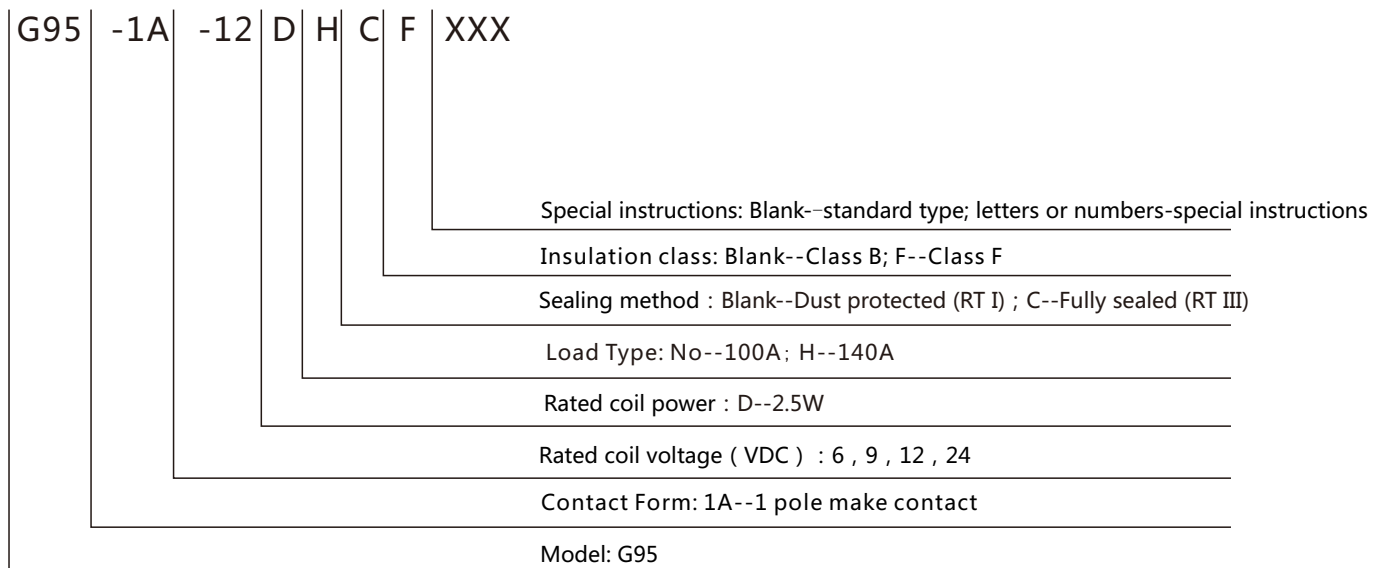 G95 -1A -12 D H C F XXX
Special instructions: Blank--standard type; letters or numbers-special instructions
Insulation class: Blank--Class B; F--Class F
Sealing method：Blank--Dust protected (RT I)；C--Fully sealed (RT III)
Load Type: No--100A; H--140A
Rated coil power：D--2.5W
Rated coil voltage（VDC）：6，9，12，24
Contact Form: 1A--1 pole make contact
Model: G95